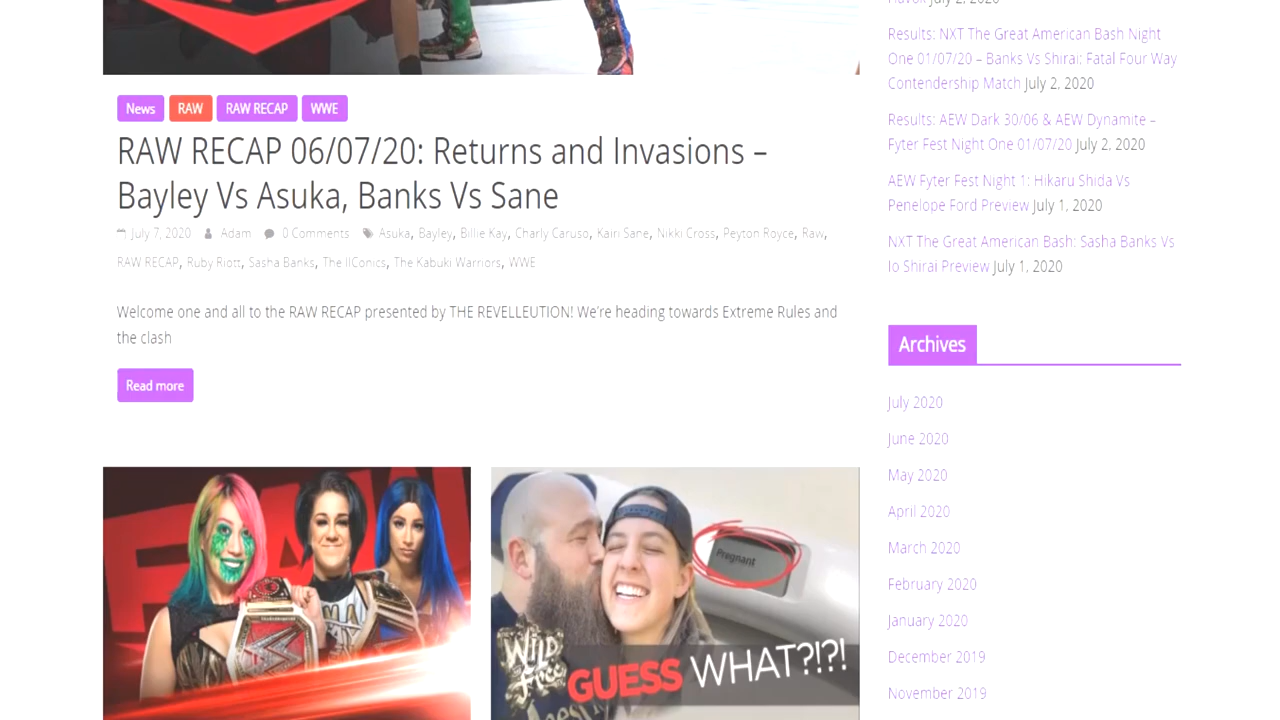 News RAW RAW RECAP WWE
RAW RECAP 06/07/20: Returns and Invasions –
Bayley Vs Asuka, Banks Vs Sane
July 7, 2020 Adam 0 Comments Asuka, Bayley, Billie Kay, Charly Caruso, Kairi Sane, Nikki Cross, Peyton Royce, Raw,
RAW RECAP, Ruby Riott, Sasha Banks, The IIConics, The Kabuki Warriors, WWE
Welcome one and all to the RAW RECAP presented by THE REVELLEUTION! We're heading towards Extreme Rules and
the clash
Read more
Pregnant
WILD
Free
GUESS WHAT?!?!
July 2, 2020
Results: NXT The Great American Bash Night
One 01/07/20 – Banks Vs Shirai; Fatal Four Way
Contendership Match July 2, 2020
Results: AEW Dark 30/06 & AEW Dynamite –
Fyter Fest Night One 01/07/20 July 2, 2020
AEW Fyter Fest Night 1: Hikaru Shida Vs
Penelope Ford Preview July 1, 2020
NXT The Great American Bash: Sasha Banks Vs
Io Shirai Preview July 1, 2020
Archives
July 2020
June 2020
May 2020
April 2020
March 2020
February 2020
January 2020
December 2019
November 2019